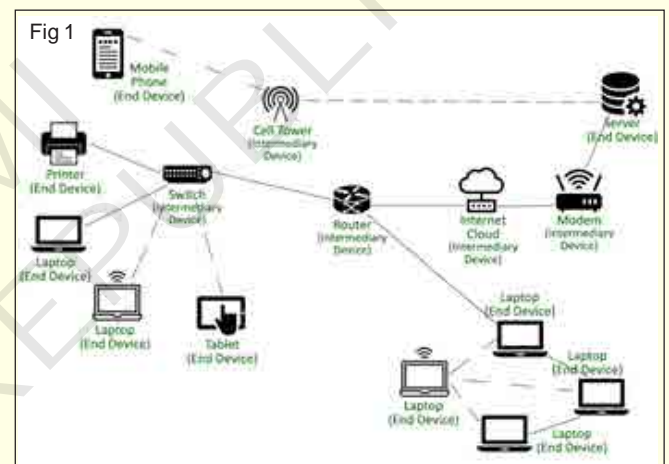 Fig 1
Mobile
Phone
(End Device)
Cell Tower
(Intermediary
Device)
Server
(End Device)
Printer
(End Device)
Switch
(Intermediary
Device)
Router
(Intermediary
Device)
Internet
Cloud
(Intermediary
Device)
Modem
(Intermediary
Device)
Laptop
(End Device)
Laptop
(End Device)
Tablet
(End Device)
Laptop
(End Device)
Laptop
(End Device)
Laptop
(End Device)
Laptop
(End Device)